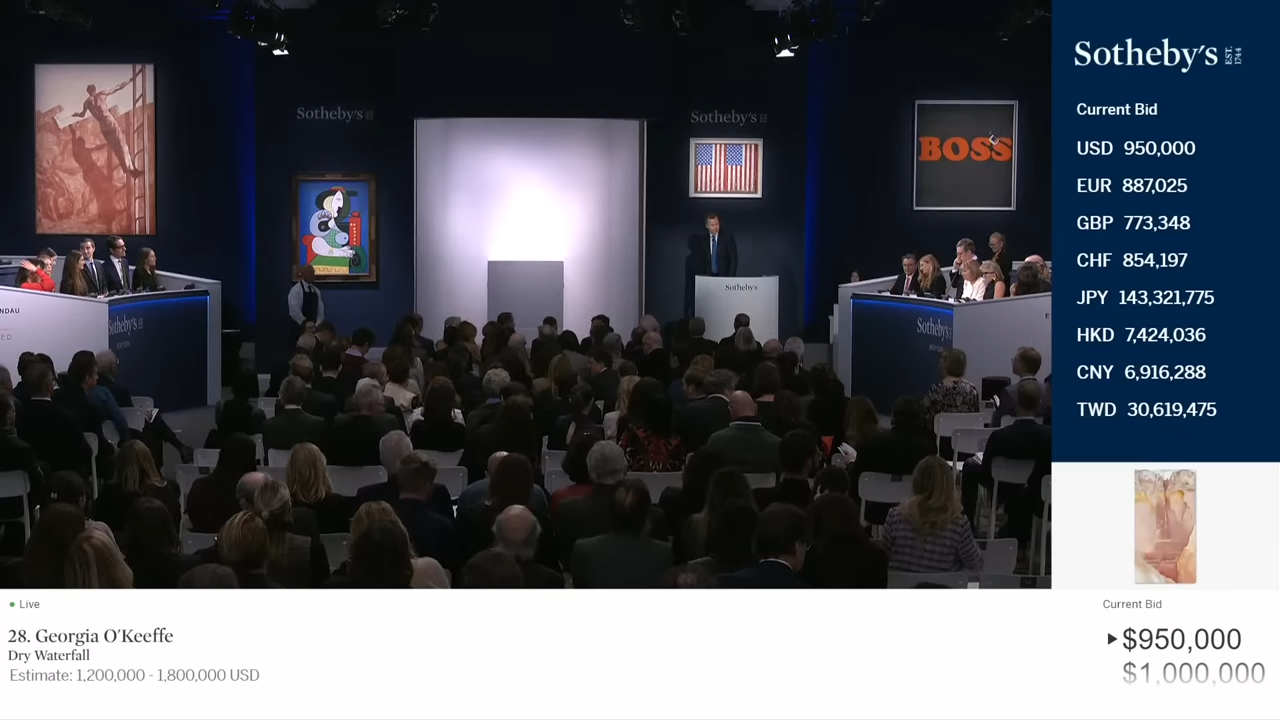 Sotheby's EST. 1744
Current Bid
USD 950,000
EUR 887,025
GBP 773,348
CHF 854,197
JPY 143,321,775
HKD 7,424,036
CNY 6,916,288
TWD 30,619,475
Sotheby's
Sotheby's
BOSS
Sotheby's
NDAU
Sotheby's
Sotheby's
Live
28. Georgia O'Keeffe
Dry Waterfall
Estimate: 1,200,000 - 1,800,000 USD
Current Bid
$950,000
$1,000,000